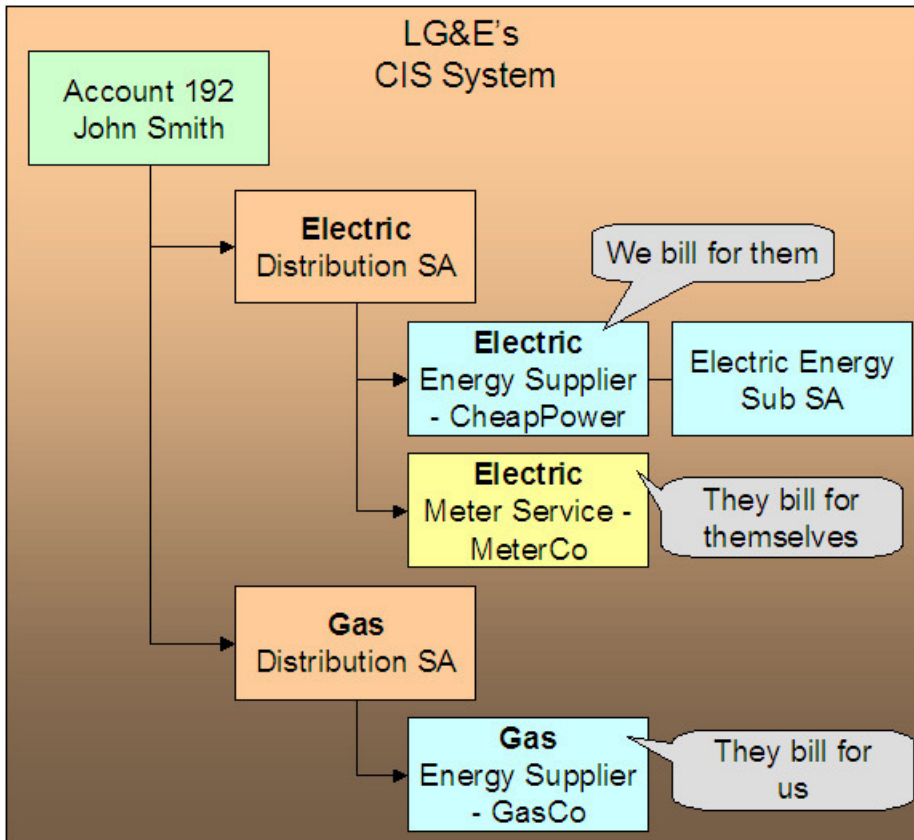 LG&E's
CIS System
Account 192
John Smith
Electric
Distribution SA
We bill for them
Electric
Energy Supplier
- CheapPower
Electric Energy
Sub SA
Electric
Meter Service -
MeterCo
They bill for
themselves
Gas
Distribution SA
Gas
Energy Supplier
- GasCo
They bill for
us